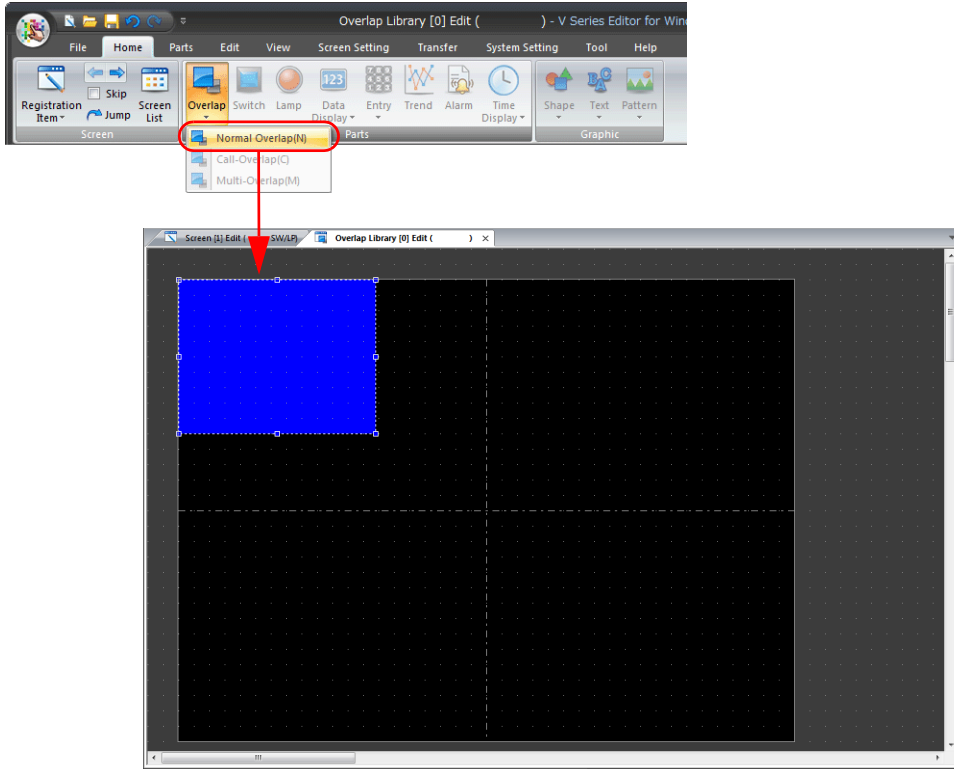 Overlap Library [0] Edit (          ) - V Series Editor for Wind
File Home Parts Edit View Screen Setting Transfer System Setting Tool Help
Registration Item
Skip
Jump
Screen List
Overlap Switch Lamp Data Display Entry Trend Alarm Time Display Shape Text Pattern
Screen Parts Graphic
Normal Overlap(N)
Call-Overlap(C)
Multi-Overlap(M)
Screen [1] Edit ( SW/LP) Overlap Library [0] Edit (          )